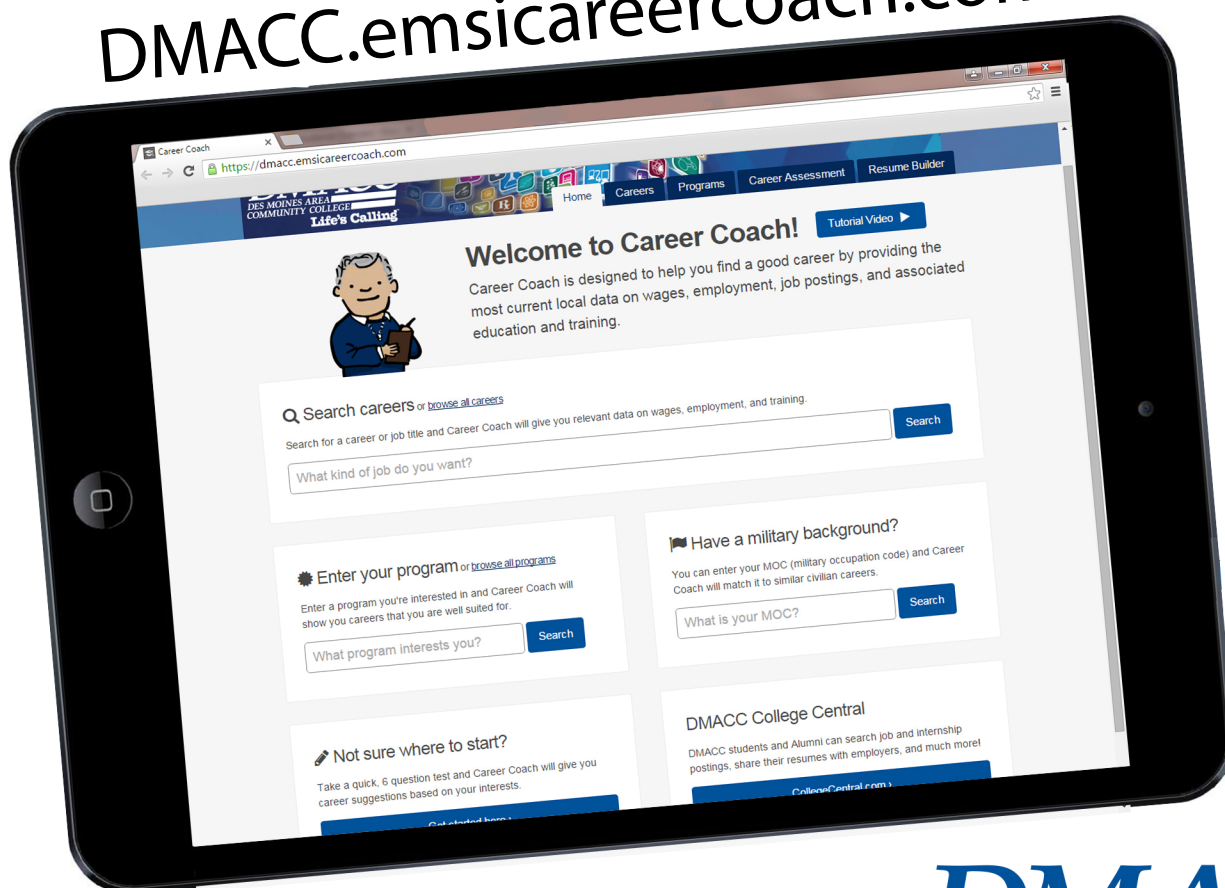 DMACC.emsicareercoach.com
Career Coach
https://dmacc.emsicareercoach.com
DMACC
DES MOINES AREA
COMMUNITY COLLEGE
Life's Calling
Home
Careers
Programs
Career Assessment
Resume Builder
Welcome to Career Coach!
Tutorial Video
Career Coach is designed to help you find a good career by providing the
most current local data on wages, employment, job postings, and associated
education and training.
Search careers or browse all careers
Search for a career or job title and Career Coach will give you relevant data on wages, employment, and training.
What kind of job do you want?
Search
Enter your program or browse all programs
Enter a program you're interested in and Career Coach will
show you careers that you are well suited for.
What program interests you?
Search
Have a military background?
You can enter your MOC (military occupation code) and Career
Coach will match it to similar civilian careers.
What is your MOC?
Search
Not sure where to start?
Take a quick, 6 question test and Career Coach will give you
career suggestions based on your interests.
Get started here ›
DMACC College Central
DMACC students and Alumni can search job and internship
postings, share their resumes with employers, and much more!
CollegeCentral.com ›
DMA